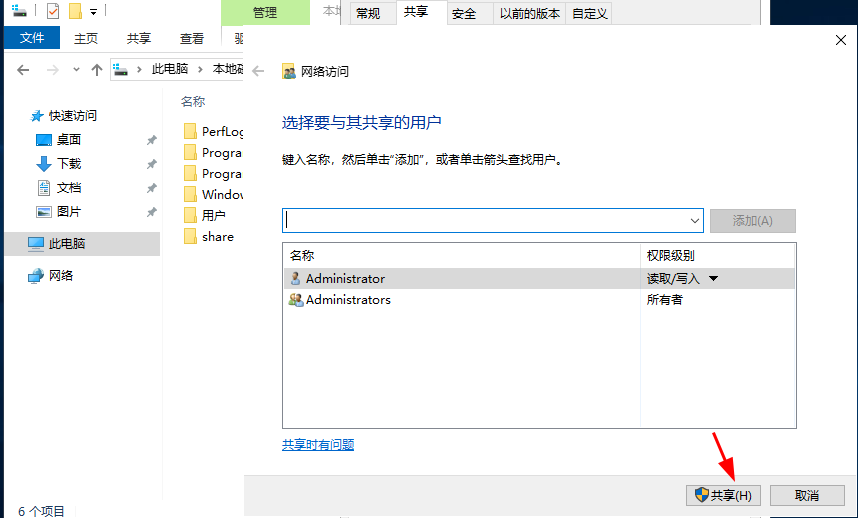 管理
常规
共享
安全
以前的版本
自定义
文件
主页
共享
查看
此电脑
本地
网络访问
名称
快速访问
选择要与其共享的用户
桌面
PerfLog
下载
Progra
键入名称，然后单击“添加”，或者单击箭头查找用户。
文档
Progra
图片
Window
用户
添加(A)
share
此电脑
名称
权限级别
网络
Administrator
读取/写入
Administrators
所有者
共享时有问题
共享(H)
取消
6 个项目